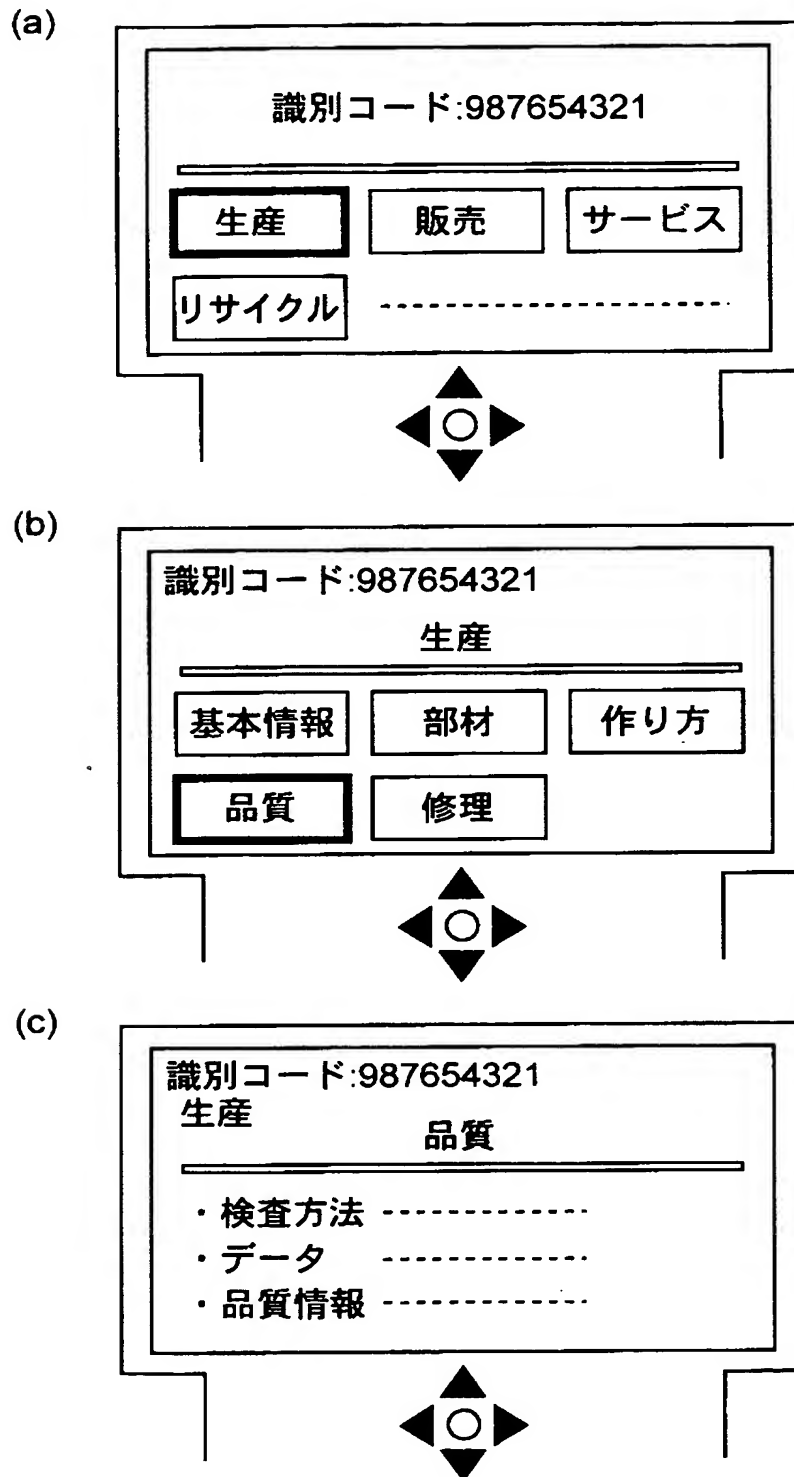 (a)
識別コード:987654321
生産 販売 サービス
リサイクル
(b)
識別コード:987654321
生産
基本情報 部材 作り方
品質 修理
(c)
識別コード:987654321
生産
品質
・検査方法
・データ
・品質情報